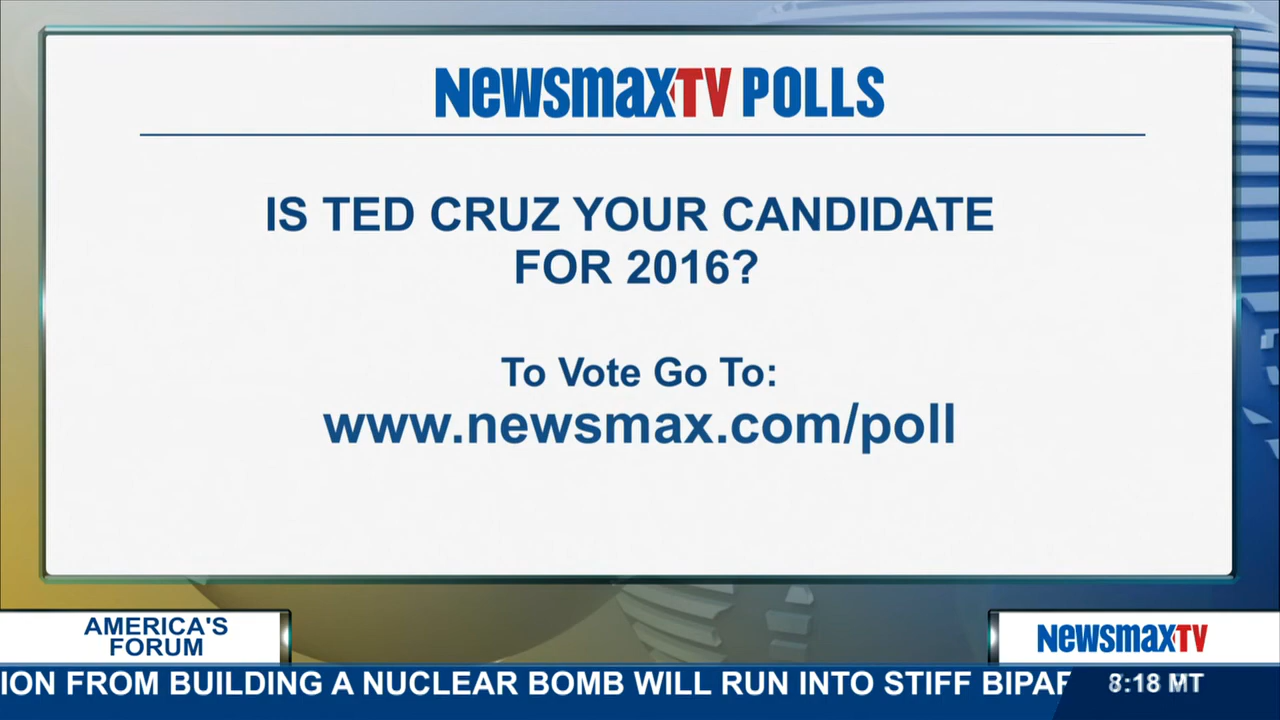 NEWSMAXTV POLLS
IS TED CRUZ YOUR CANDIDATE
FOR 2016?
To Vote Go To:
www.newsmax.com/poll
AMERICA'S
FORUM
NEWSMAXTV
ION FROM BUILDING A NUCLEAR BOMB WILL RUN INTO STIFF BIPAR
8:18 MT